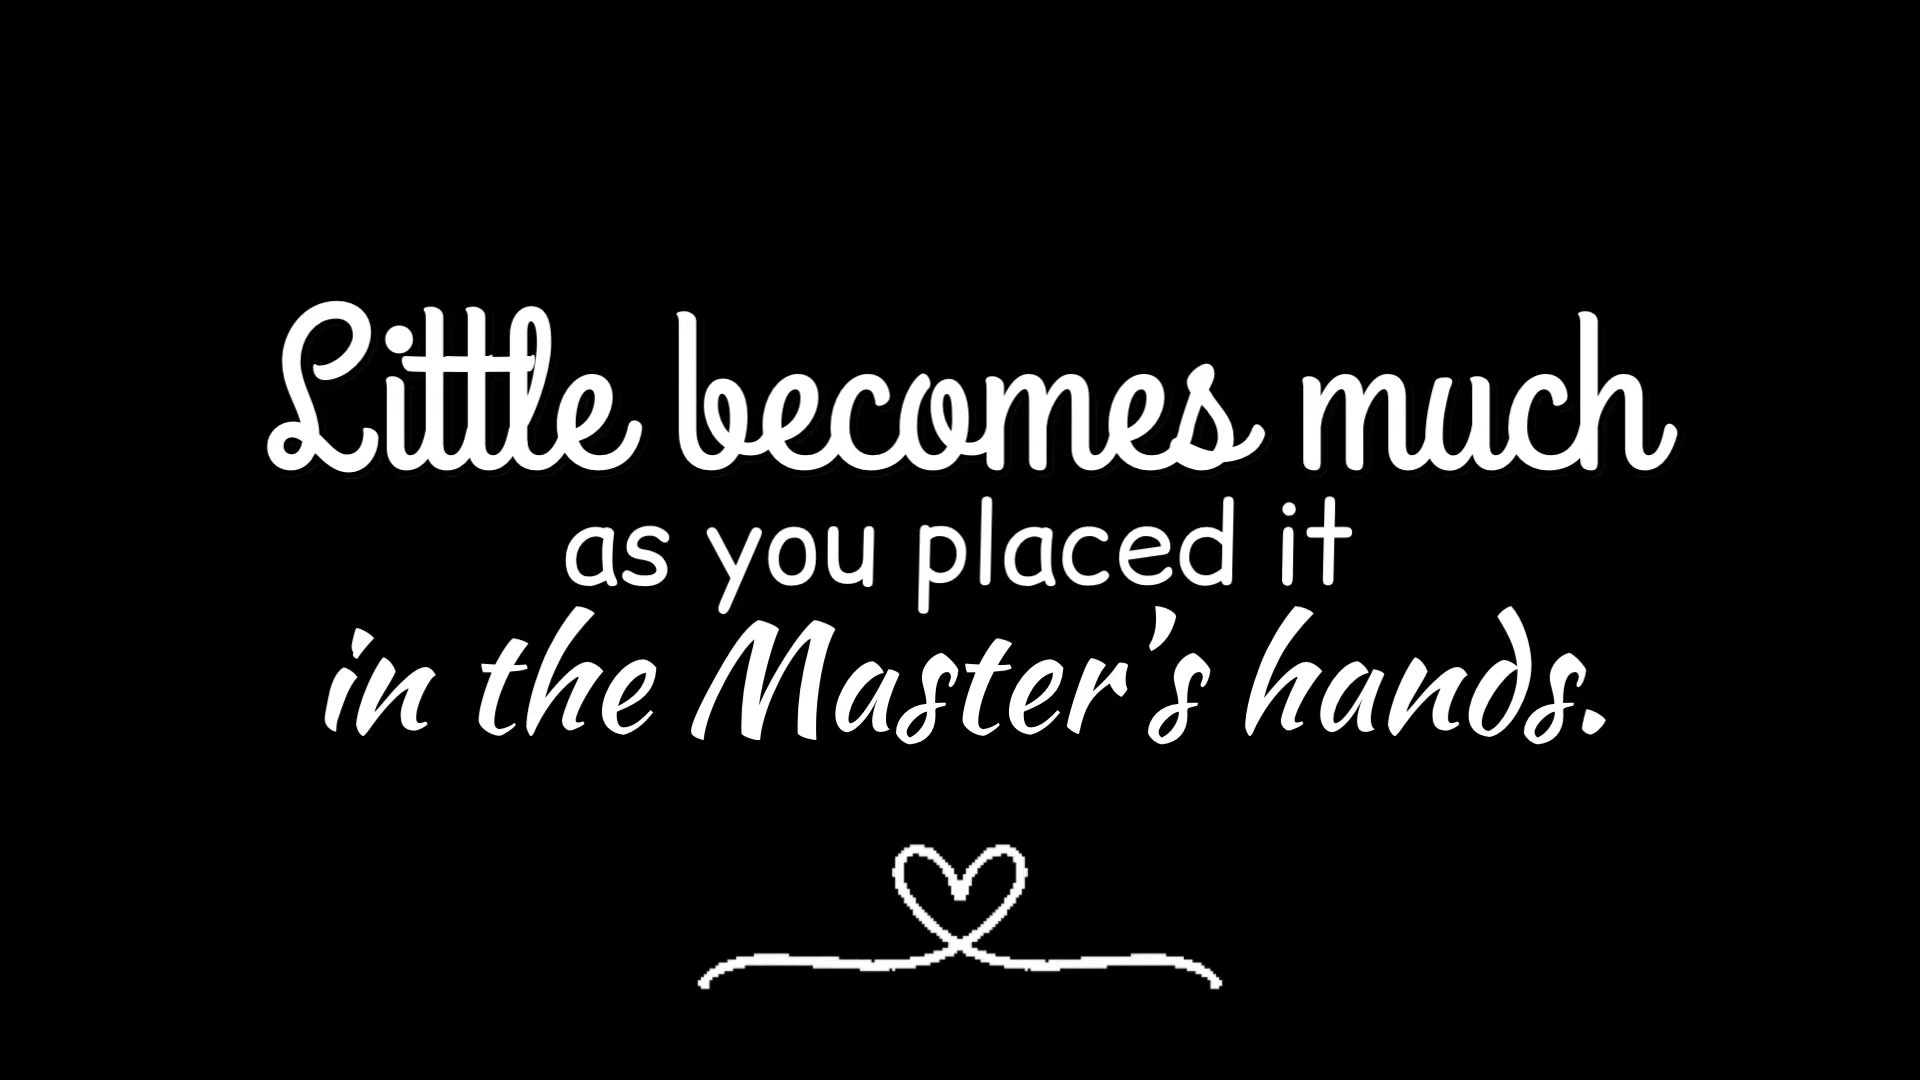 Little becomes much
as you placed it
in the Master's hands.